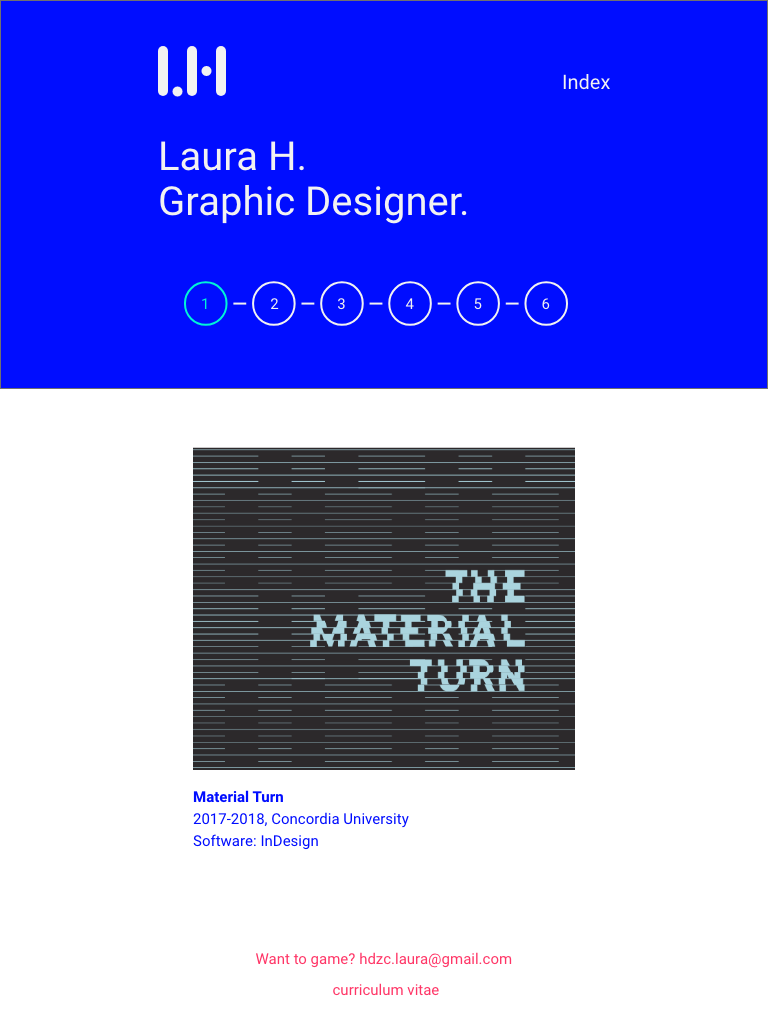 Index
Laura H.
Graphic Designer.
1 2 3 4 5 6
THE
MATERIAL
TURN
Material Turn
2017-2018, Concordia University
Software: InDesign
Want to game? hdzc.laura@gmail.com
curriculum vitae